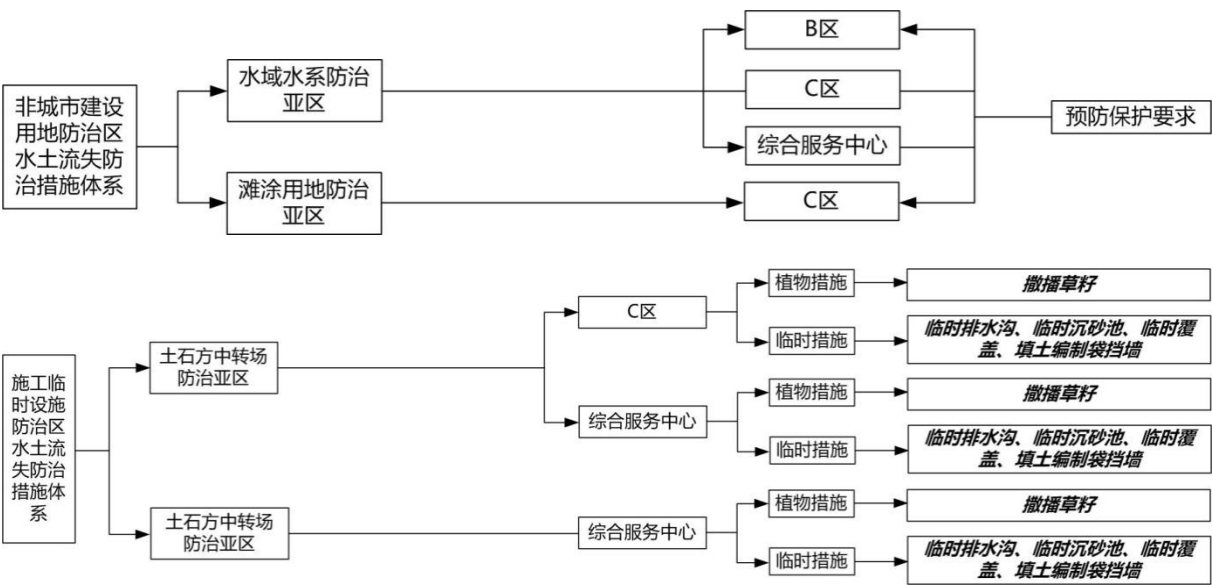 非城市建设
用地防治区
水土流失防
治措施体系
水域水系防治
亚区
滩涂用地防治
亚区
B区
C区
综合服务中心
C区
预防保护要求
施工临
时设施
防治区
水土流
失防治
措施体
系
土石方中转场
防治亚区
C区
植物措施
撒播草籽
临时措施
临时排水沟、临时沉砂池、临时覆
盖、填土编制袋挡墙
综合服务中心
植物措施
撒播草籽
临时措施
临时排水沟、临时沉砂池、临时覆
盖、填土编制袋挡墙
土石方中转场
防治亚区
综合服务中心
植物措施
撒播草籽
临时措施
临时排水沟、临时沉砂池、临时覆
盖、填土编制袋挡墙